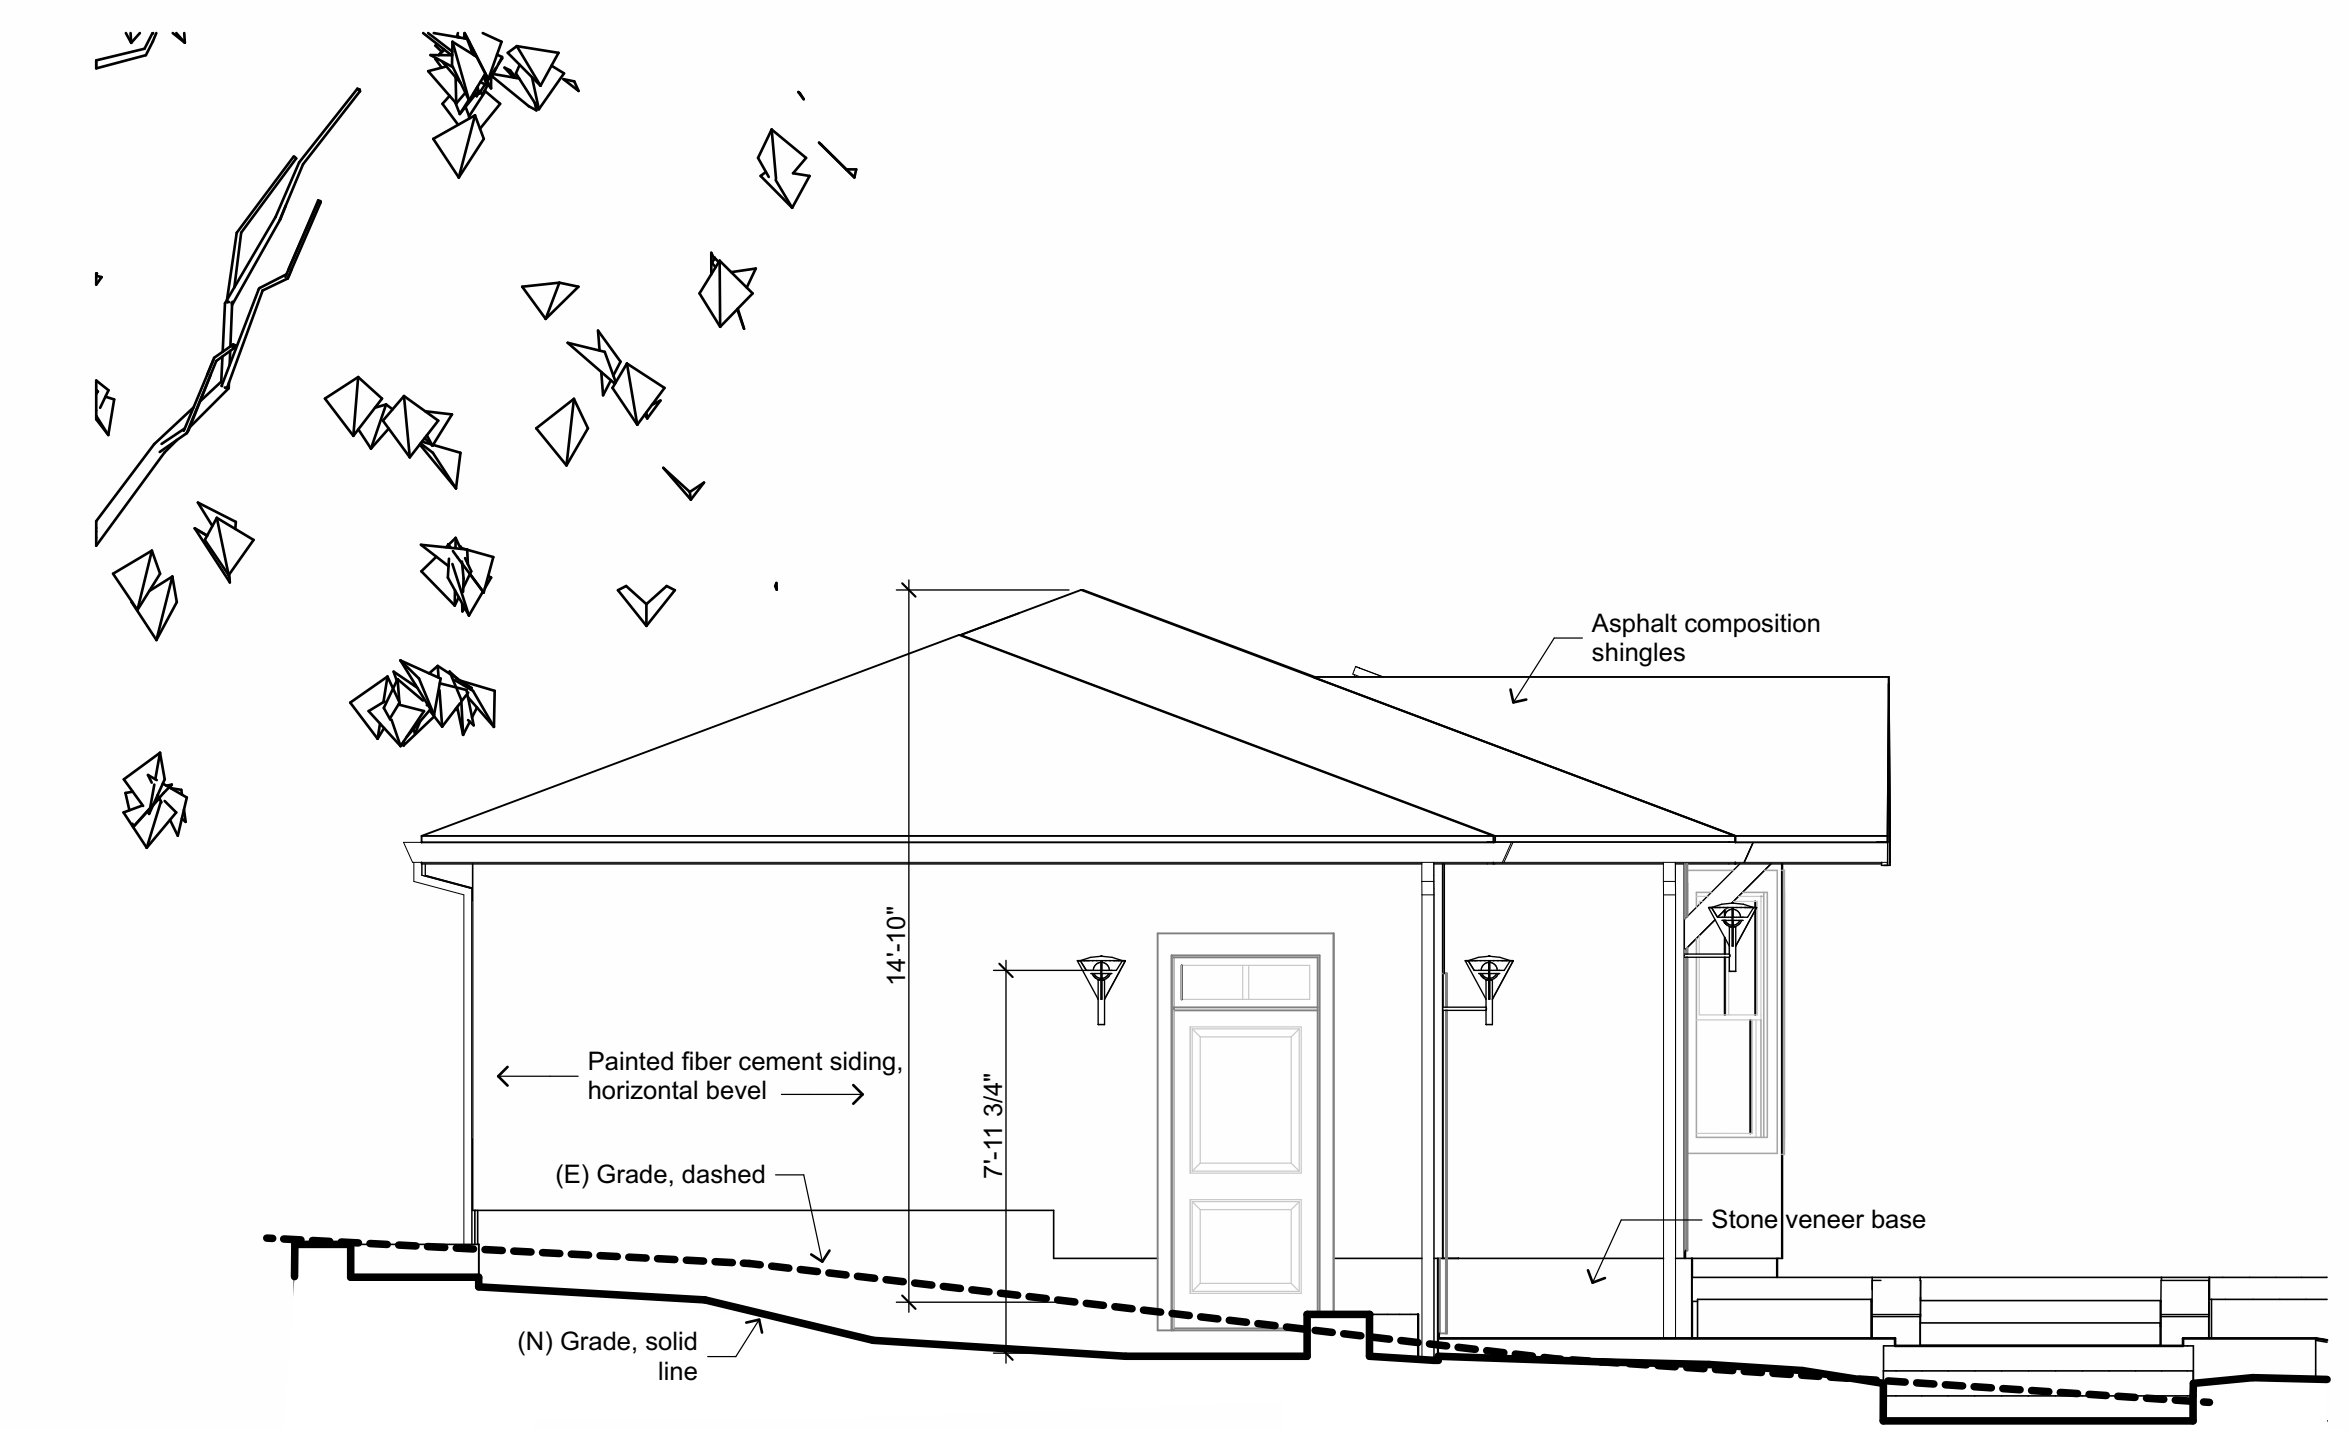 Asphalt composition
shingles
14'-10"
7'-11 3/4"
Painted fiber cement siding,
horizontal bevel
(E) Grade, dashed
Stone veneer base
(N) Grade, solid
line